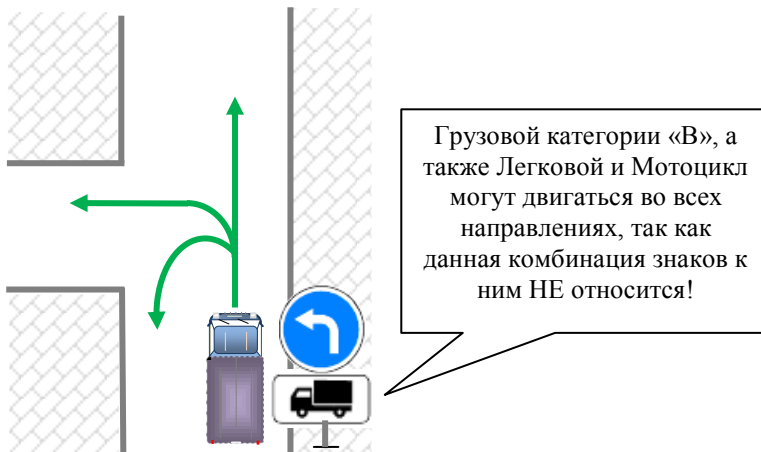 Грузовой категории «В», а
также Легковой и Мотоцикл
могут двигаться во всех
направлениях, так как
данная комбинация знаков к
ним НЕ относится!